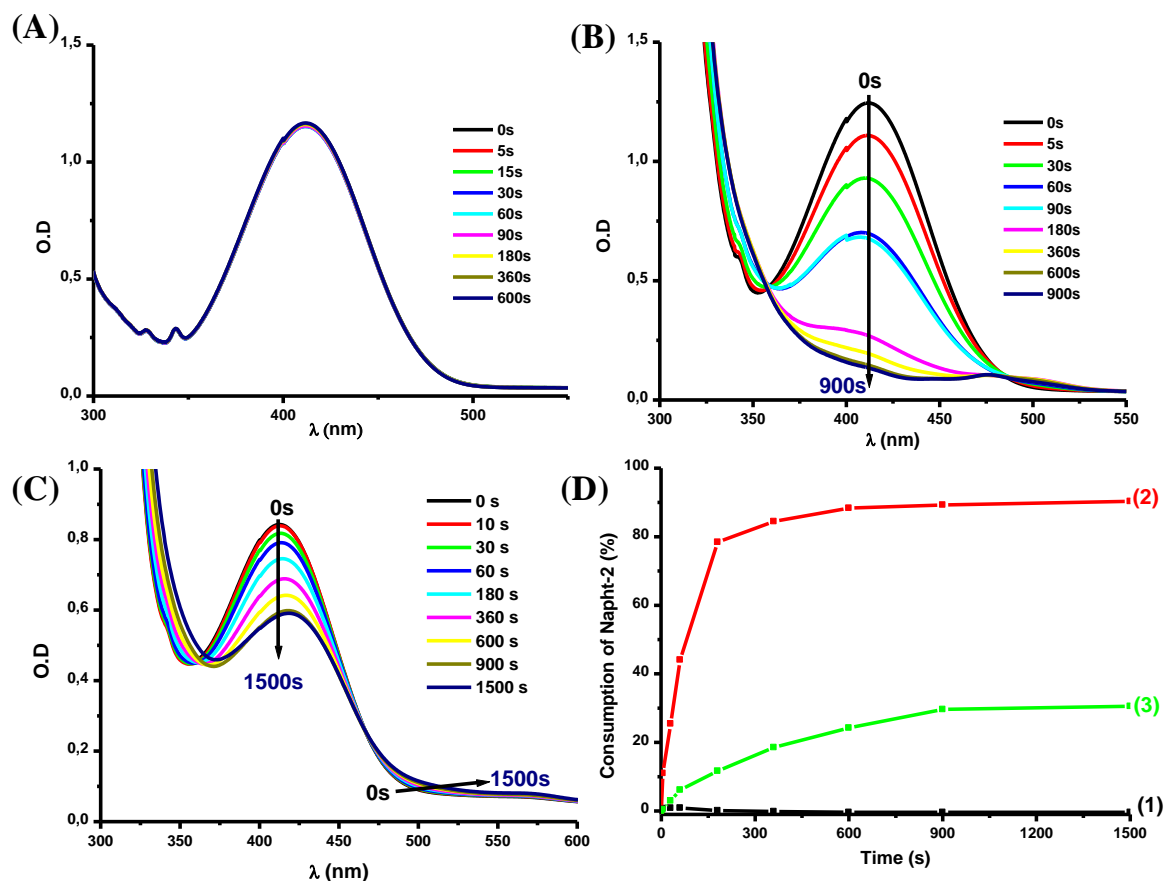 (A)
1,5
1,0
0,5
0,0
300
400
500
O.D
λ (nm)
0s
5s
15s
30s
60s
90s
180s
360s
600s
(B)
1,5
1,0
0,5
0,0
300
350
400
450
500
550
O.D
λ (nm)
0s
900s
0s
5s
30s
60s
90s
180s
360s
600s
900s
(C)
1,0
0,8
0,6
0,4
0,2
0,0
300
350
400
450
500
550
600
O.D
λ (nm)
0s
1500s
0s
1500s
0 s
10 s
30 s
60 s
180 s
360 s
600 s
900 s
1500 s
(D)
100
80
60
40
20
0
0
300
600
900
1200
1500
Consumption of Napht-2 (%)
Time (s)
(2)
(3)
(1)